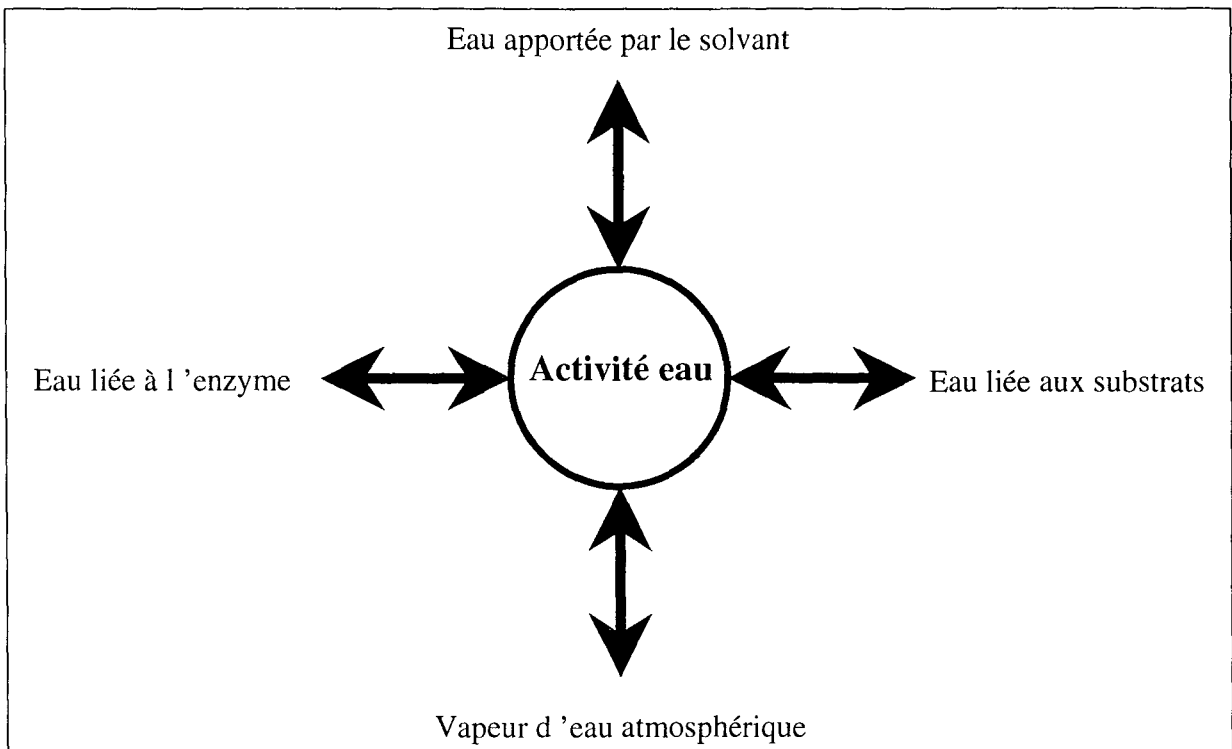 Eau apportée par le solvant
Eau liée à l ’enzyme
Activité eau
Eau liée aux substrats
Vapeur d ’eau atmosphérique